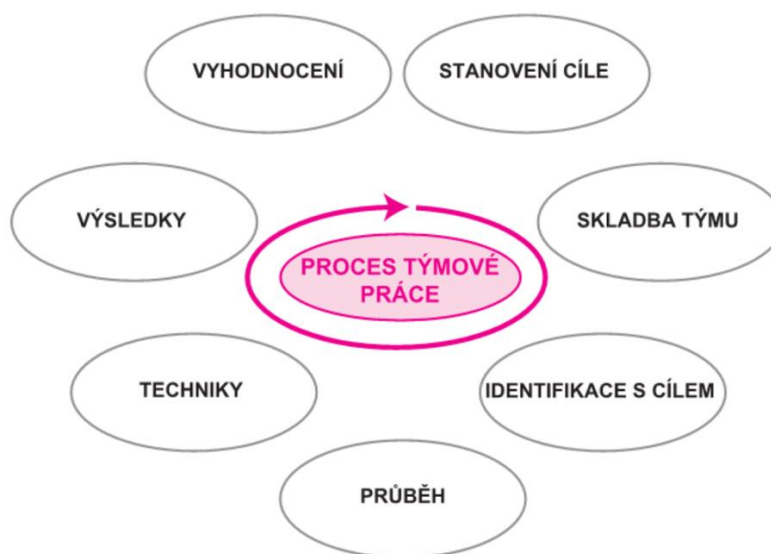 VYHODNOCENÍ
STANOVENÍ CÍLE
VÝSLEDKY
SKLADBA TÝMU
PROCES TÝMOVÉ
PRÁCE
TECHNIKY
IDENTIFIKACE S CÍLEM
PRŮBĚH